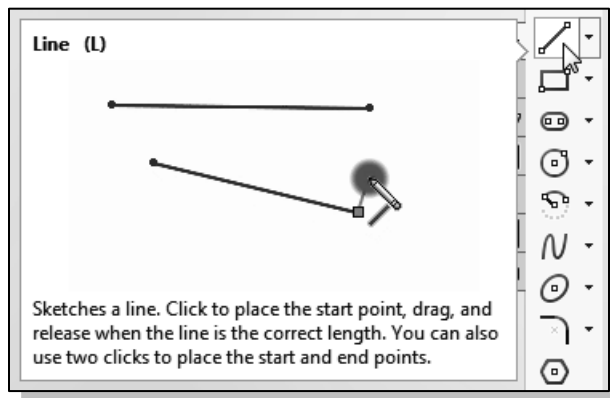 Line (L)
Sketches a line. Click to place the start point, drag, and
release when the line is the correct length. You can also
use two clicks to place the start and end points.